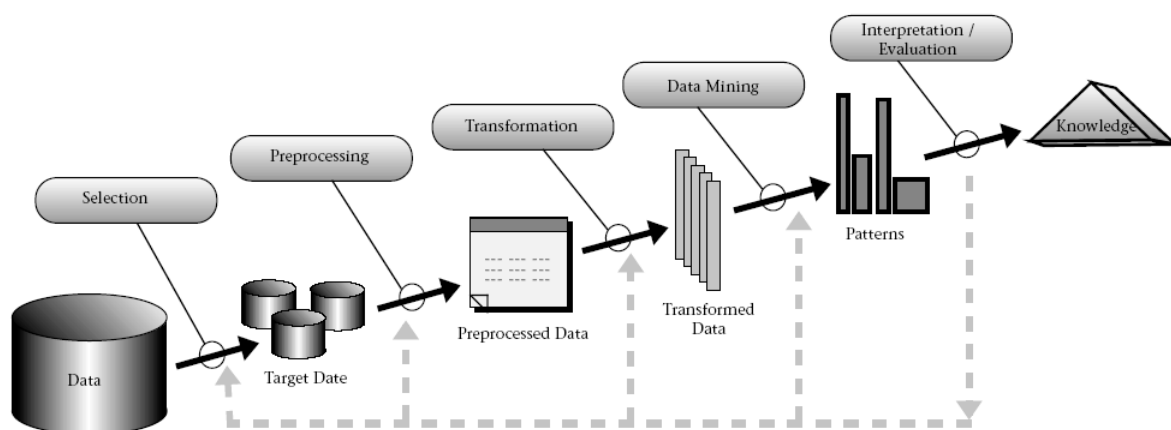 Interpretation /
Evaluation
Data Mining
Transformation
Preprocessing
Selection
Data
Target Date
Preprocessed Data
Transformed
Data
Patterns
Knowledge